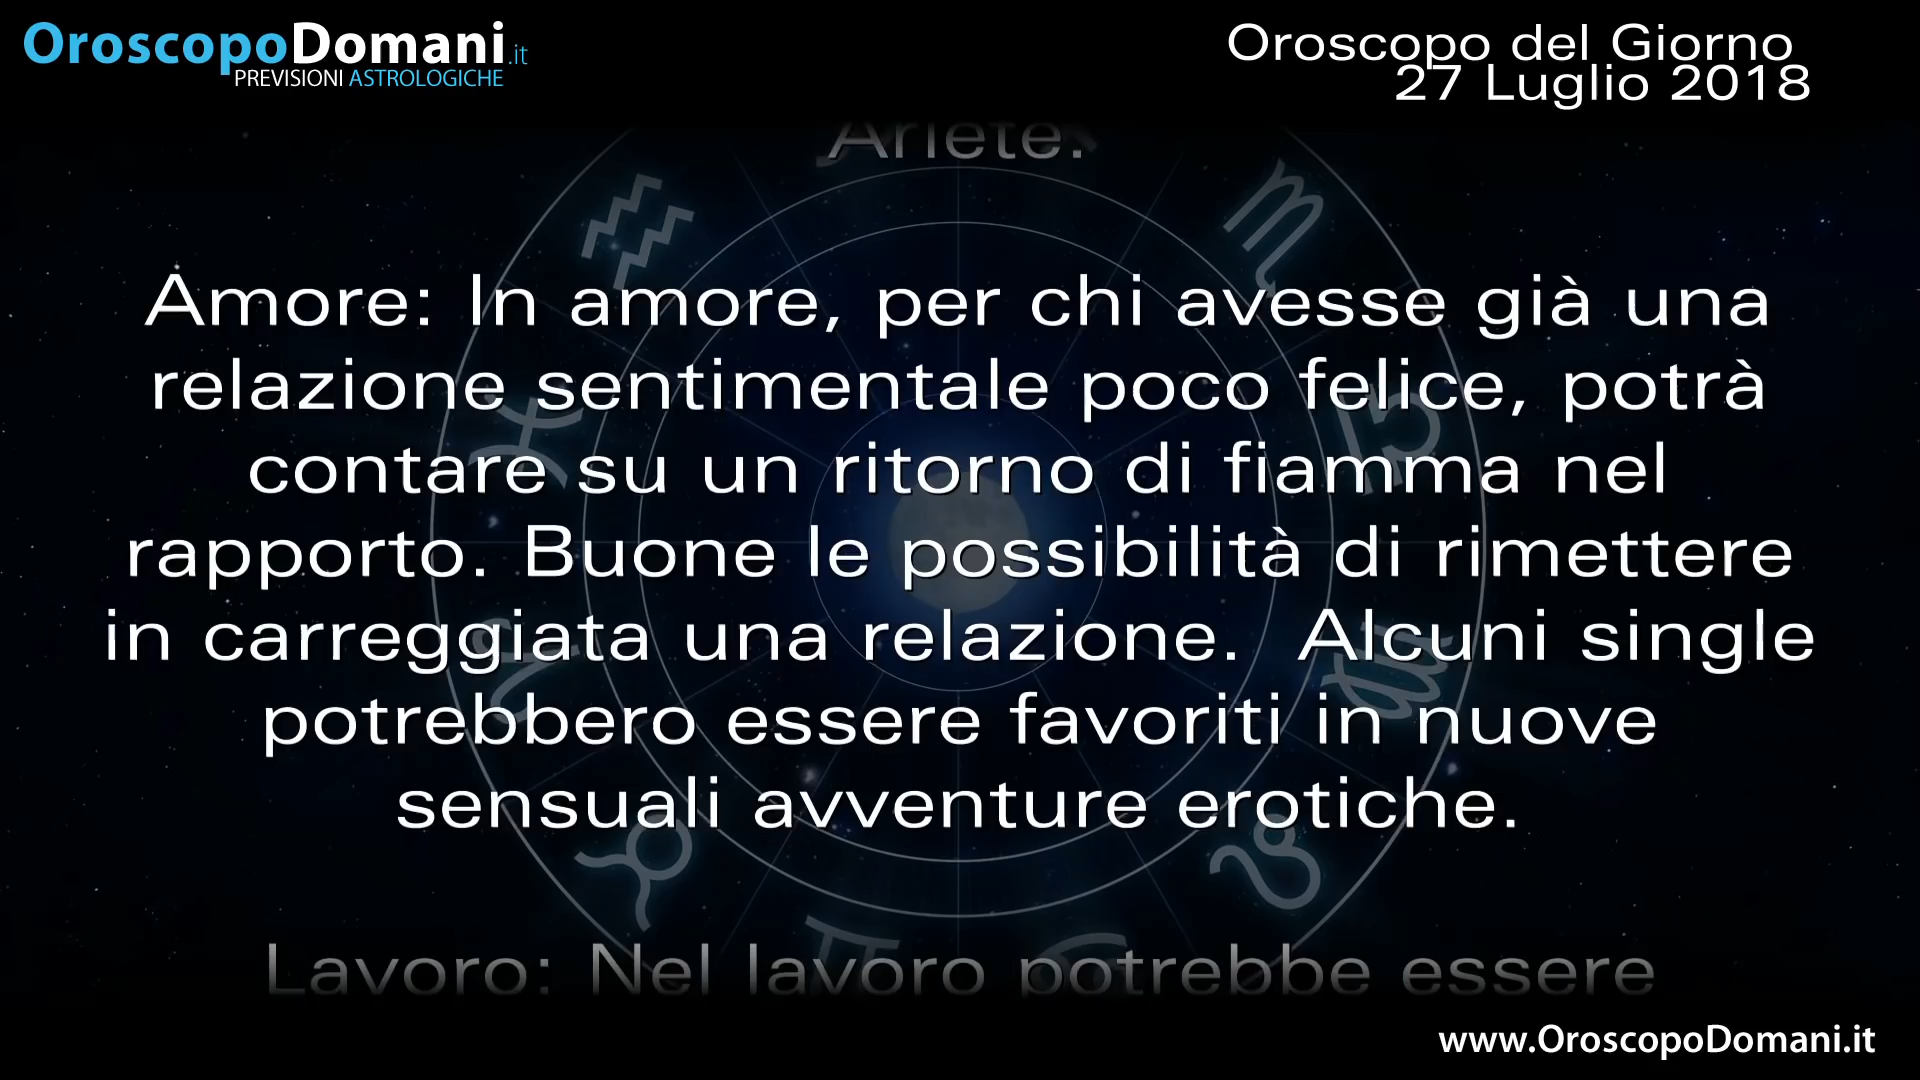 OroscopoDomani.it
PREVISIONI ASTROLOGICHE
Oroscopo del Giorno
27 Luglio 2018
Ariete.
Amore: In amore, per chi avesse già una
relazione sentimentale poco felice, potrà
contare su un ritorno di fiamma nel
rapporto. Buone le possibilità di rimettere
in carreggiata una relazione.  Alcuni single
potrebbero essere favoriti in nuove
sensuali avventure erotiche.
Lavoro: Nel lavoro potrebbe essere
www.OroscopoDomani.it